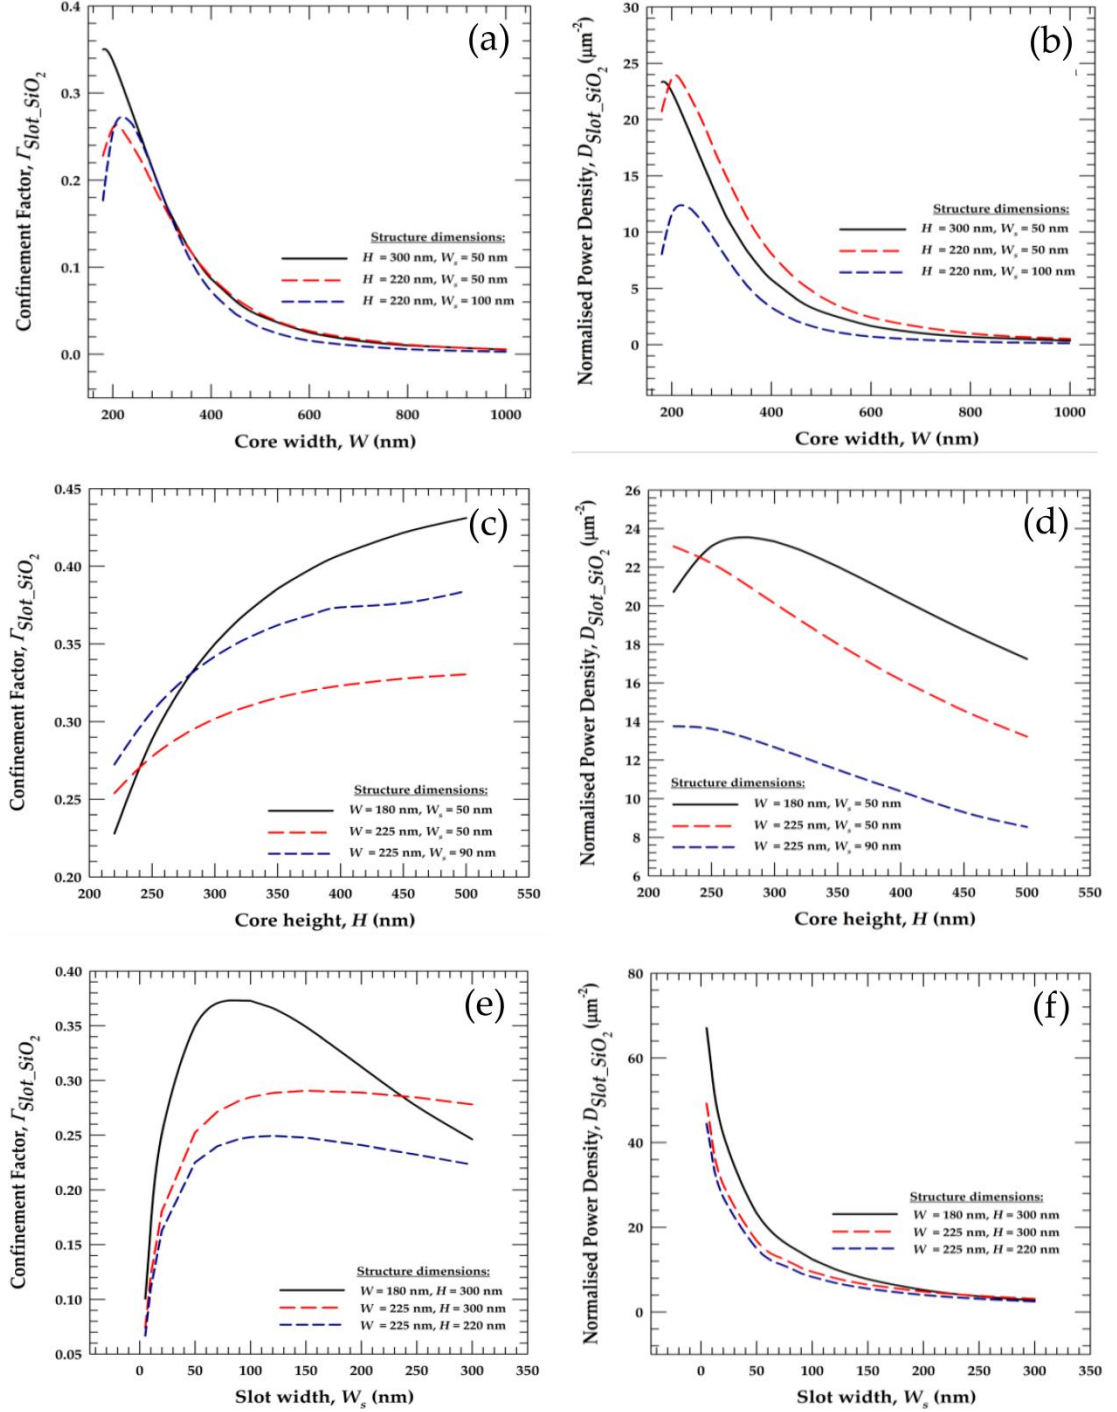 (a)
Confinement Factor, Γ_Slot_SiO₂
0.4
0.3
0.2
0.1
0.0
Structure dimensions:
H = 300 nm, Wₛ = 50 nm
H = 220 nm, Wₛ = 50 nm
H = 220 nm, Wₛ = 100 nm
200 400 600 800 1000
Core width, W (nm)
(b)
Normalised Power Density, D_Slot_SiO₂ (µm⁻²)
30
25
20
15
10
5
0
Structure dimensions:
H = 300 nm, Wₛ = 50 nm
H = 220 nm, Wₛ = 50 nm
H = 220 nm, Wₛ = 100 nm
200 400 600 800 1000
Core width, W (nm)
(c)
Confinement Factor, Γ_Slot_SiO₂
0.45
0.40
0.35
0.30
0.25
0.20
Structure dimensions:
W = 180 nm, Wₛ = 50 nm
W = 225 nm, Wₛ = 50 nm
W = 225 nm, Wₛ = 90 nm
200 250 300 350 400 450 500 550
Core height, H (nm)
(d)
Normalised Power Density, D_Slot_SiO₂ (µm⁻²)
26
24
22
20
18
16
14
12
10
8
6
Structure dimensions:
W = 180 nm, Wₛ = 50 nm
W = 225 nm, Wₛ = 50 nm
W = 225 nm, Wₛ = 90 nm
200 250 300 350 400 450 500 550
Core height, H (nm)
(e)
Confinement Factor, Γ_Slot_SiO₂
0.40
0.35
0.30
0.25
0.20
0.15
0.10
0.05
Structure dimensions:
W = 180 nm, H = 300 nm
W = 225 nm, H = 300 nm
W = 225 nm, H = 220 nm
0 50 100 150 200 250 300 350
Slot width, Wₛ (nm)
(f)
Normalised Power Density, D_Slot_SiO₂ (µm⁻²)
80
60
40
20
0
Structure dimensions:
W = 180 nm, H = 300 nm
W = 225 nm, H = 300 nm
W = 225 nm, H = 220 nm
0 50 100 150 200 250 300 350
Slot width, Wₛ (nm)